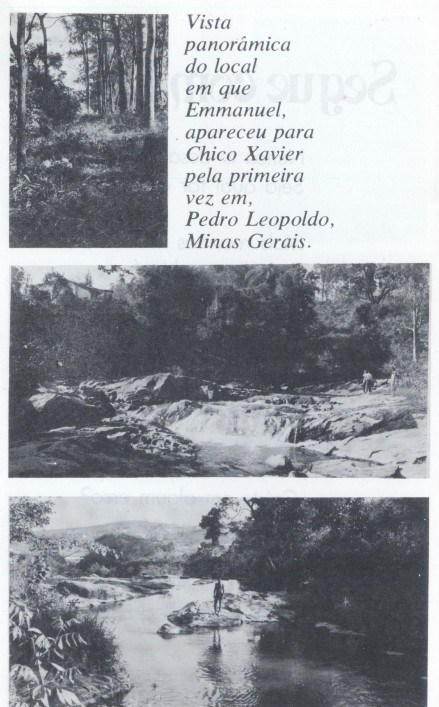 Vista
panorâmica
do local
em que
Emmanuel,
apareceu para
Chico Xavier
pela primeira
vez em,
Pedro Leopoldo,
Minas Gerais.